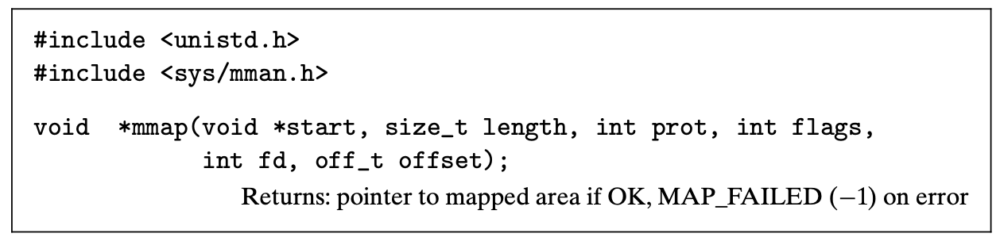 #include <unistd.h>
#include <sys/mman.h>
void  *mmap(void *start, size_t length, int prot, int flags,
            int fd, off_t offset);
Returns: pointer to mapped area if OK, MAP_FAILED (−1) on error